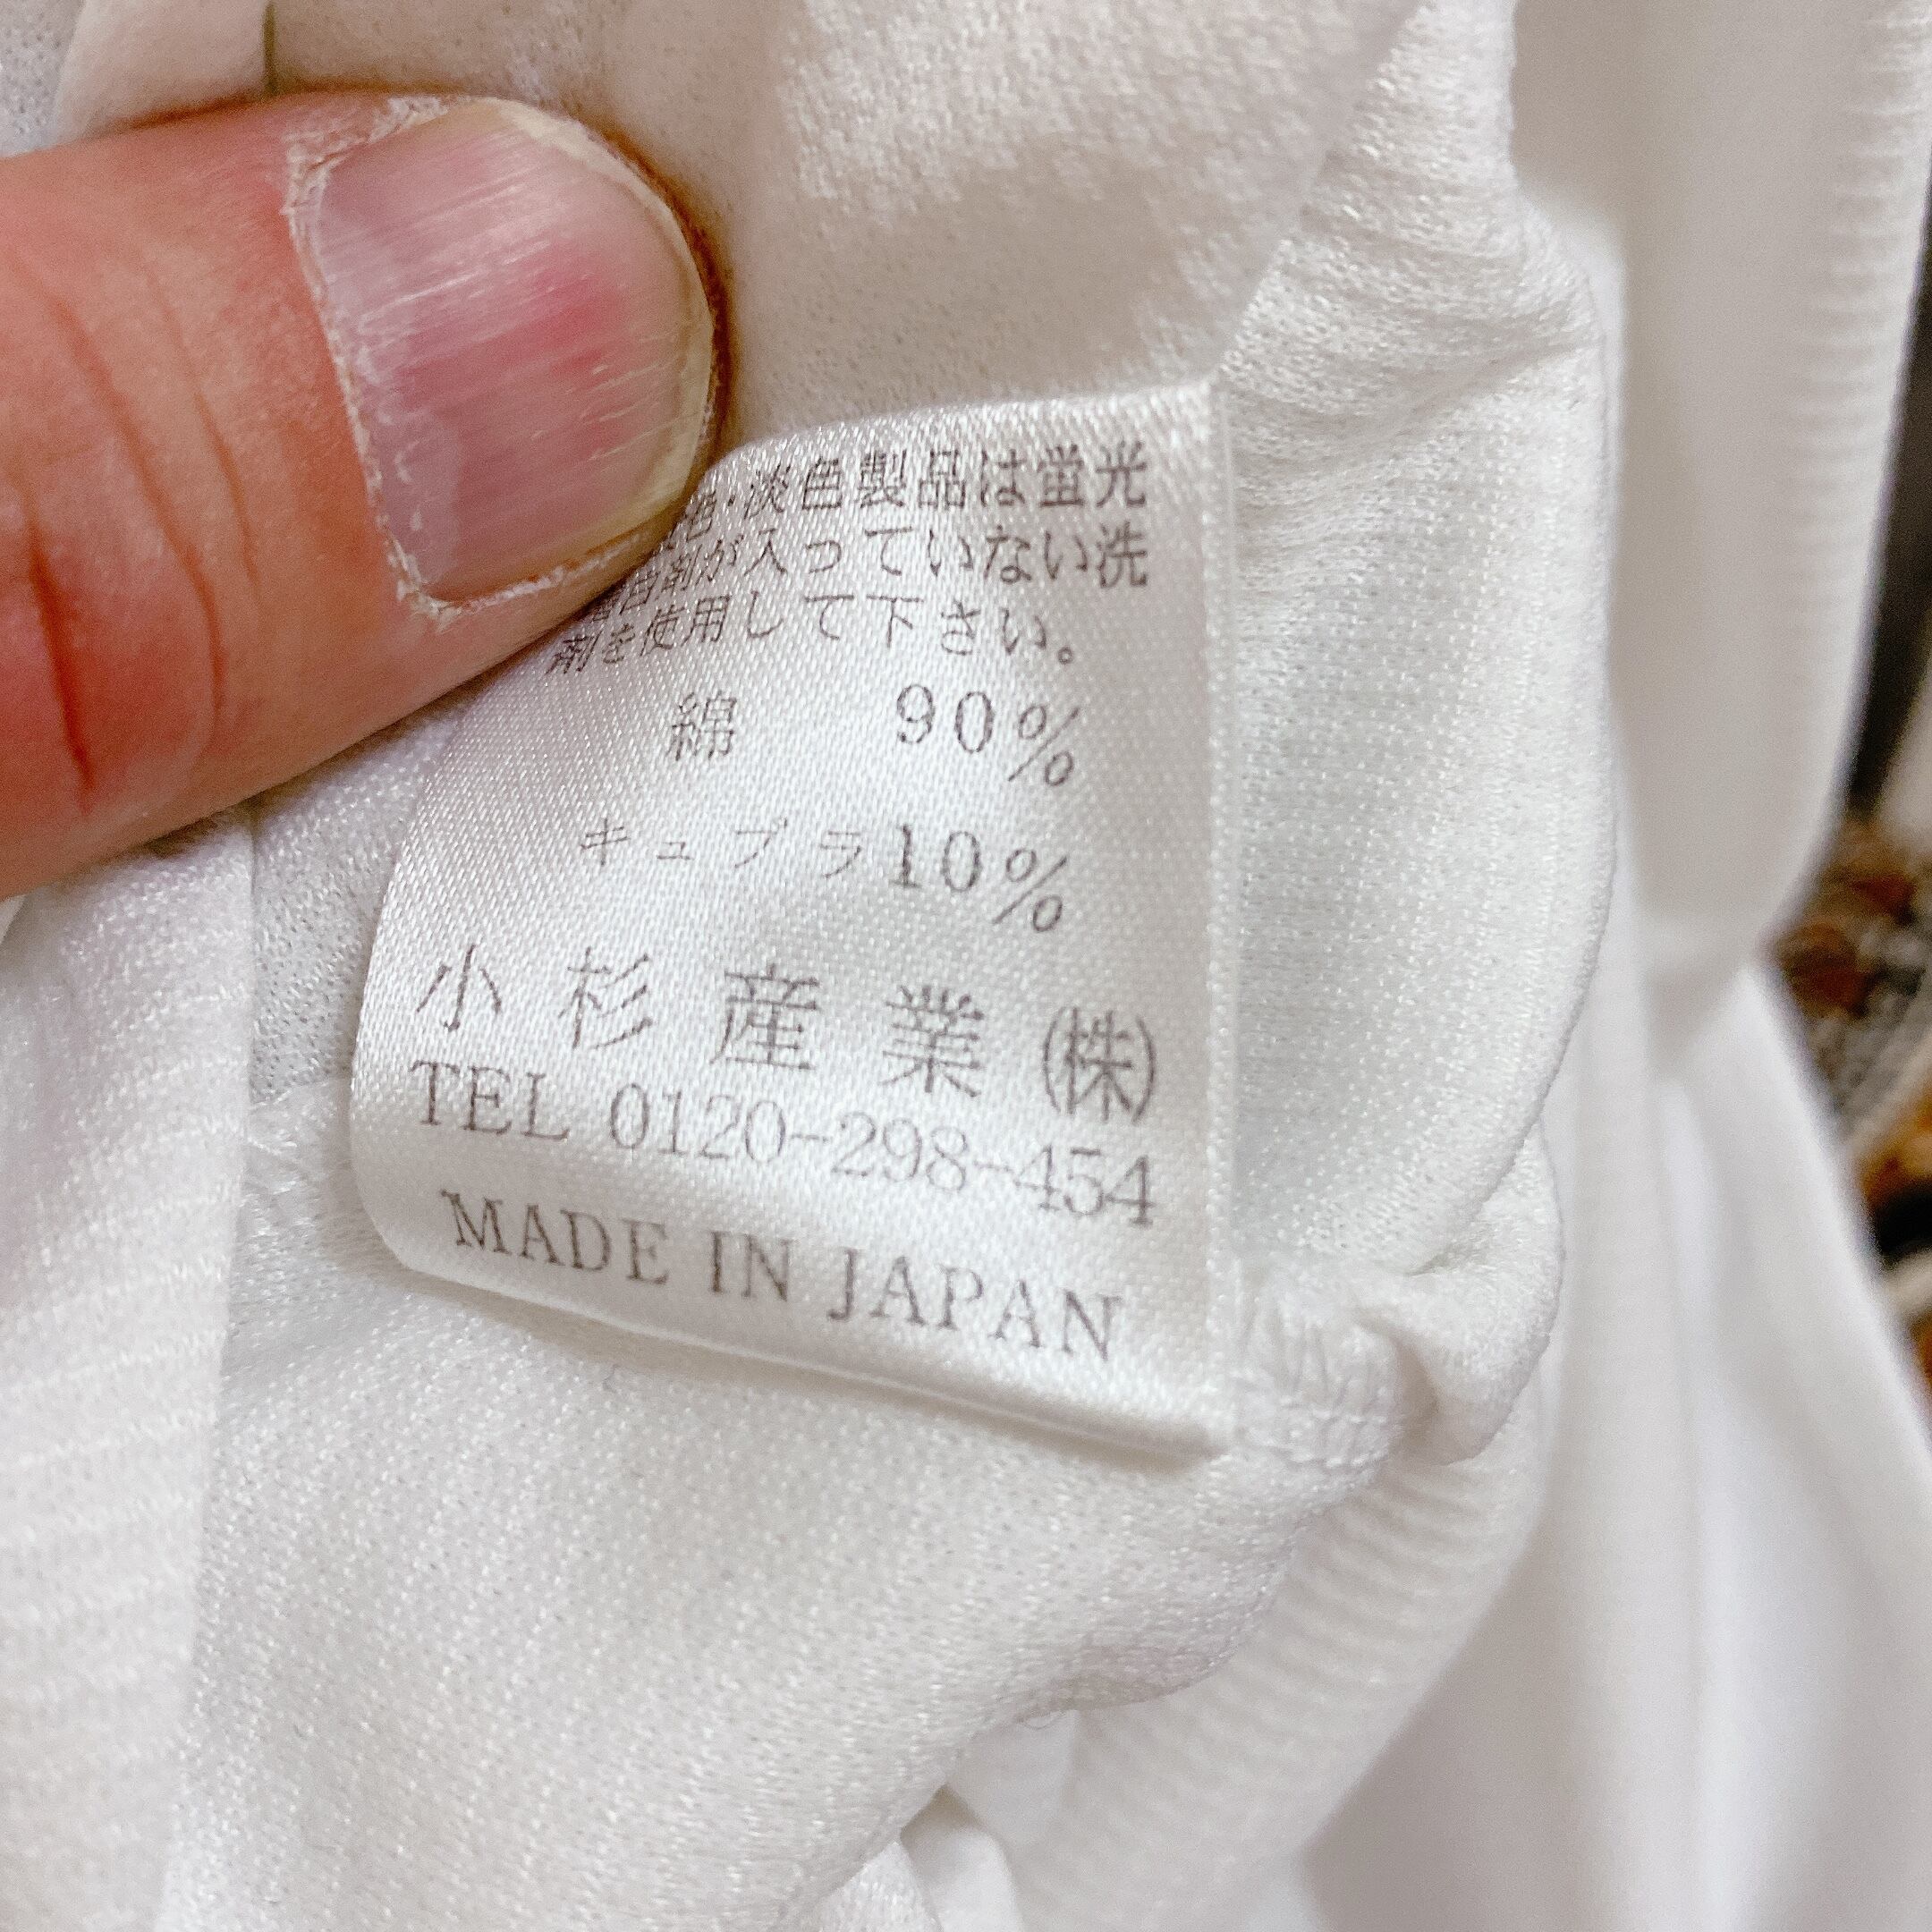 色・淡色製品は蛍光
白剤が入っていない洗
剤を使用して下さい。
綿 90%
キュプラ10%
小杉産業(株)
TEL 0120-298-454
MADE IN JAPAN